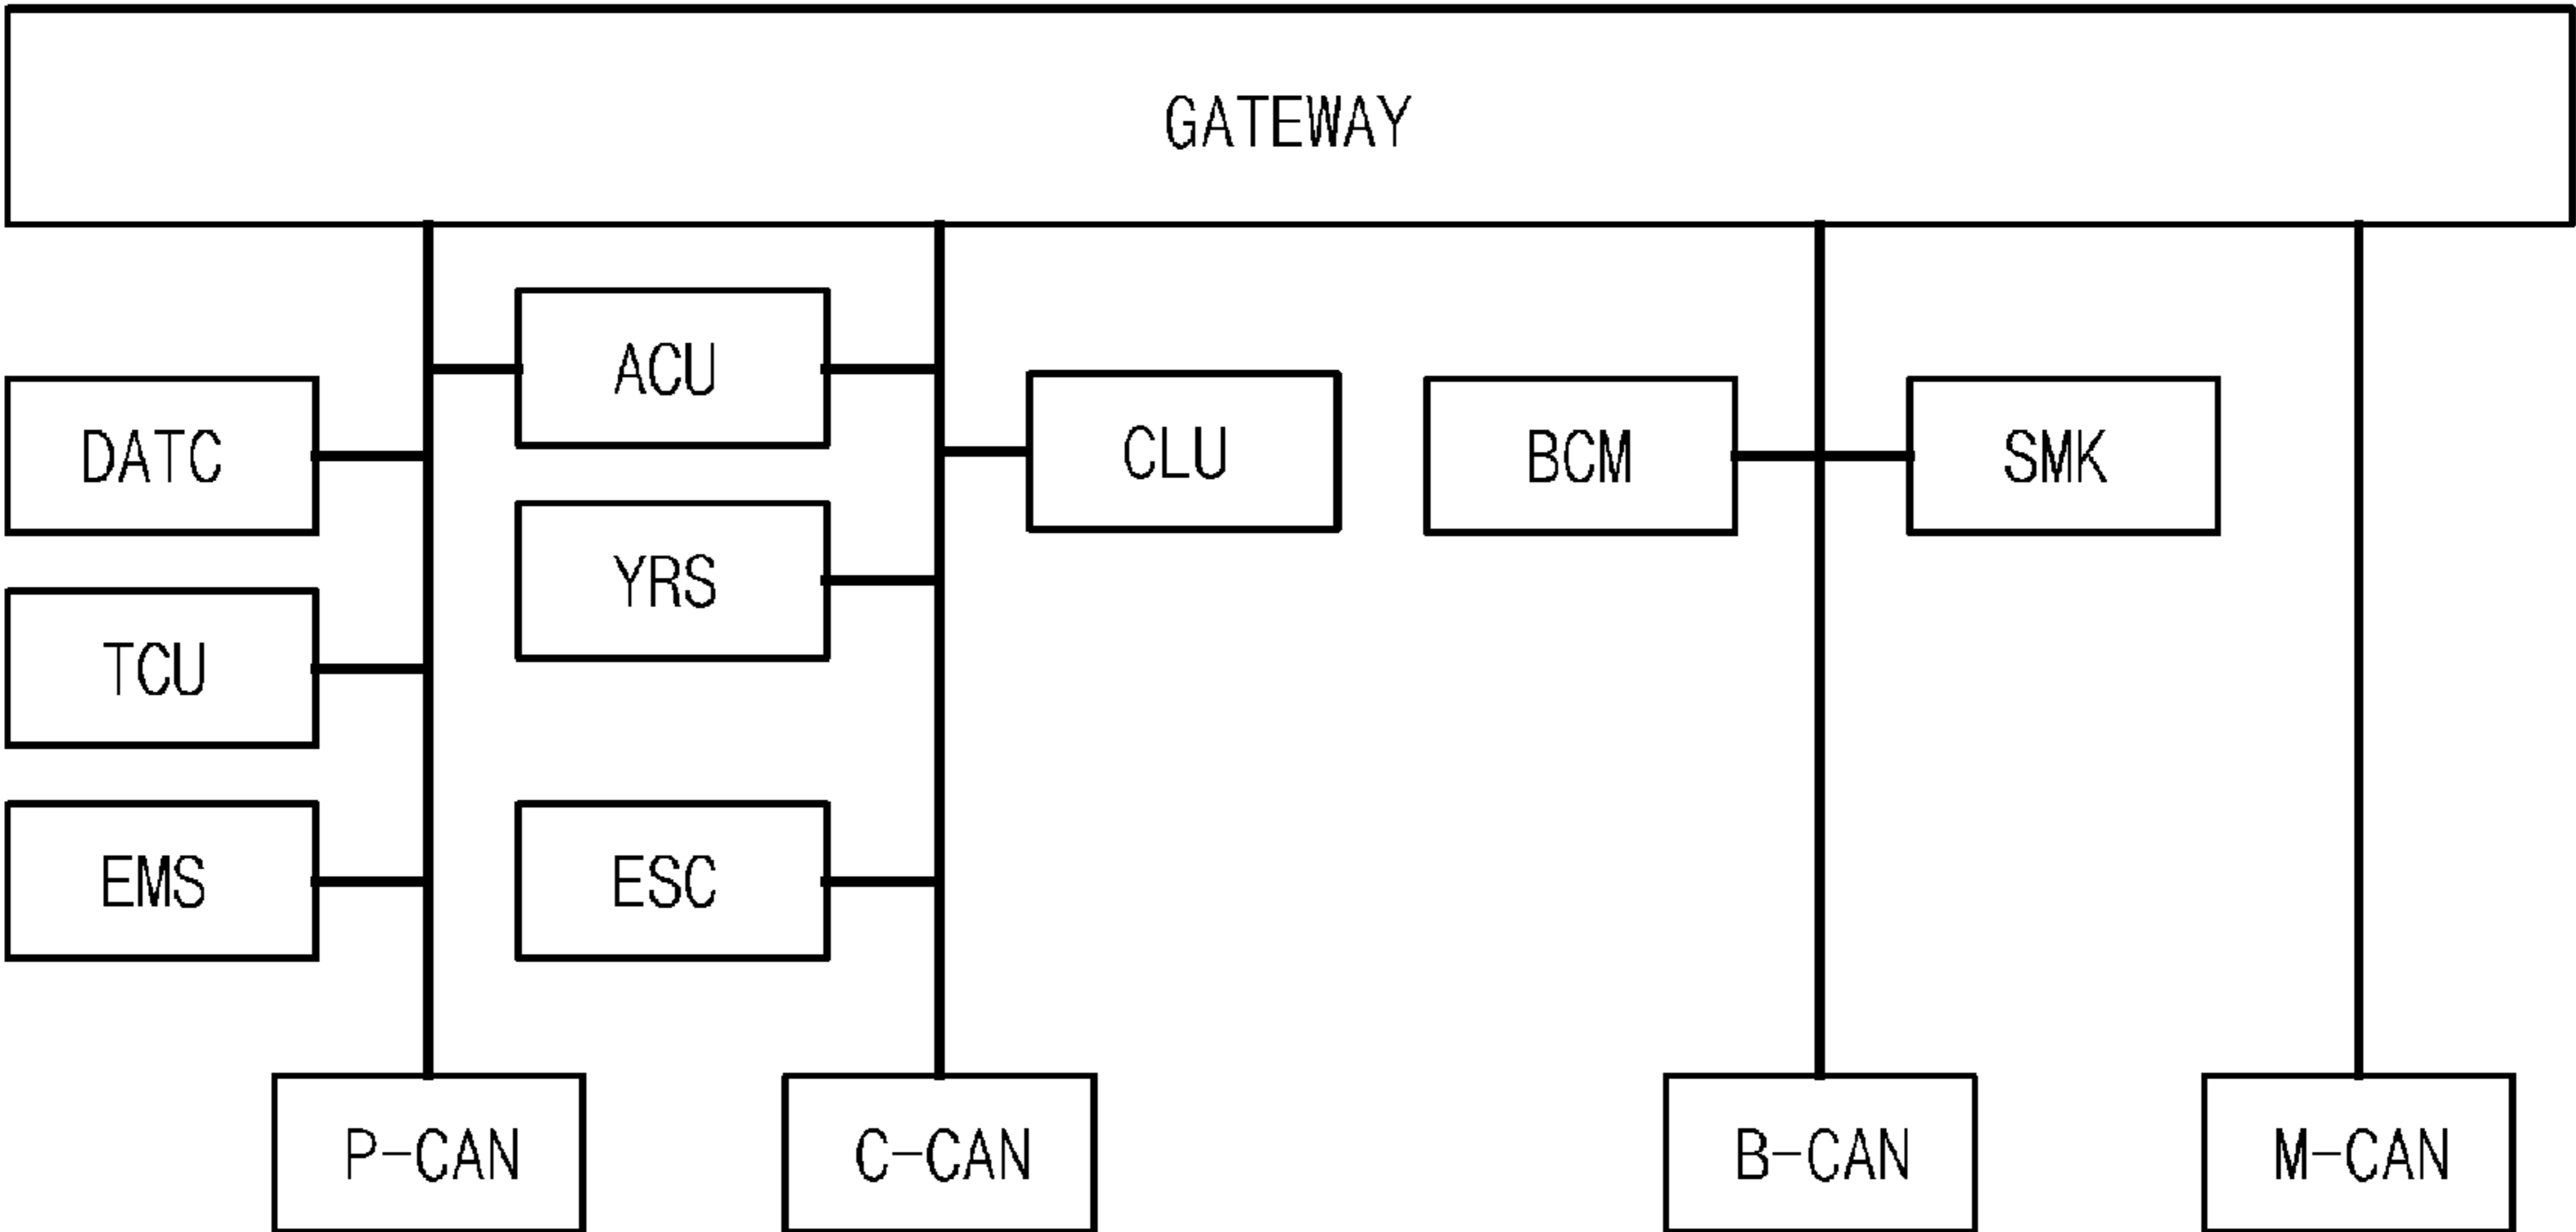 GATEWAY
ACU
DATC
CLU
BCM
SMK
YRS
TCU
EMS
ESC
P-CAN
C-CAN
B-CAN
M-CAN